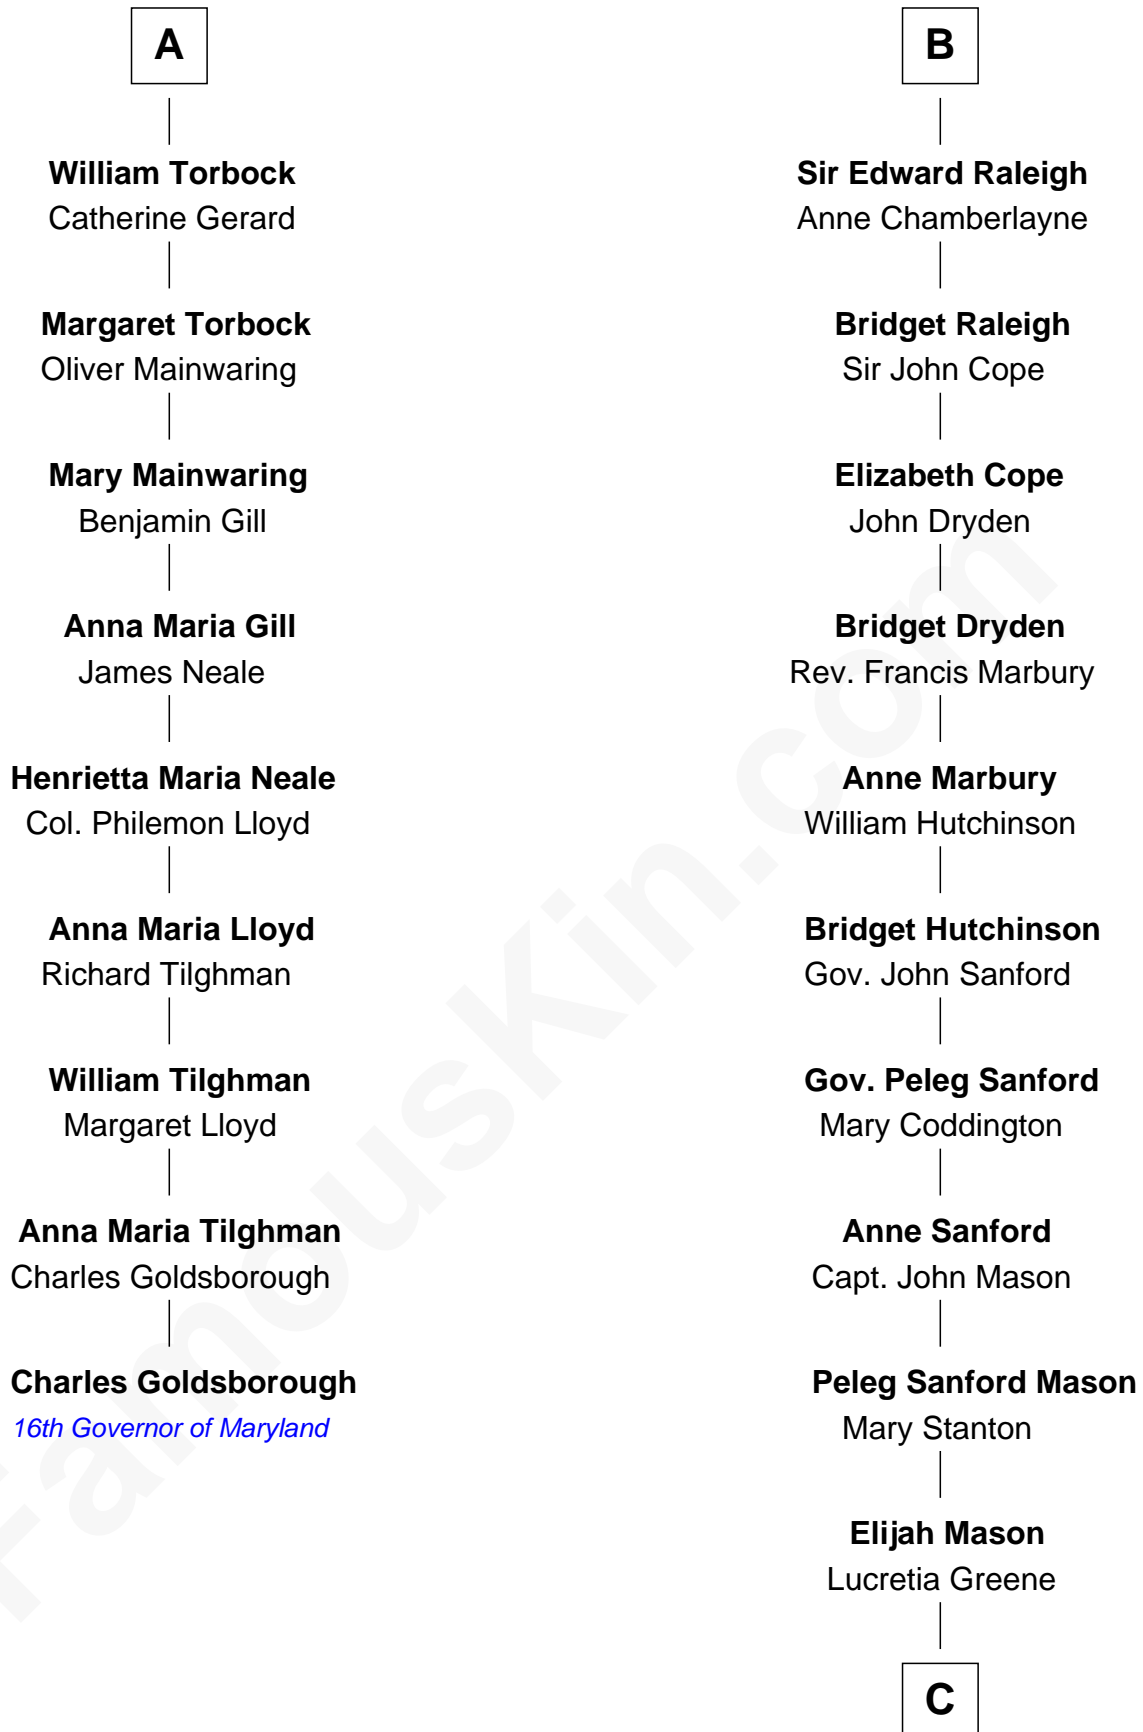 A
William Torbock
Catherine Gerard
Margaret Torbock
Oliver Mainwaring
Mary Mainwaring
Benjamin Gill
Anna Maria Gill
James Neale
Henrietta Maria Neale
Col. Philemon Lloyd
Anna Maria Lloyd
Richard Tilghman
William Tilghman
Margaret Lloyd
Anna Maria Tilghman
Charles Goldsborough
Charles Goldsborough
16th Governor of Maryland
B
Sir Edward Raleigh
Anne Chamberlayne
Bridget Raleigh
Sir John Cope
Elizabeth Cope
John Dryden
Bridget Dryden
Rev. Francis Marbury
Anne Marbury
William Hutchinson
Bridget Hutchinson
Gov. John Sanford
Gov. Peleg Sanford
Mary Coddington
Anne Sanford
Capt. John Mason
Peleg Sanford Mason
Mary Stanton
Elijah Mason
Lucretia Greene
C
FamousKin.com